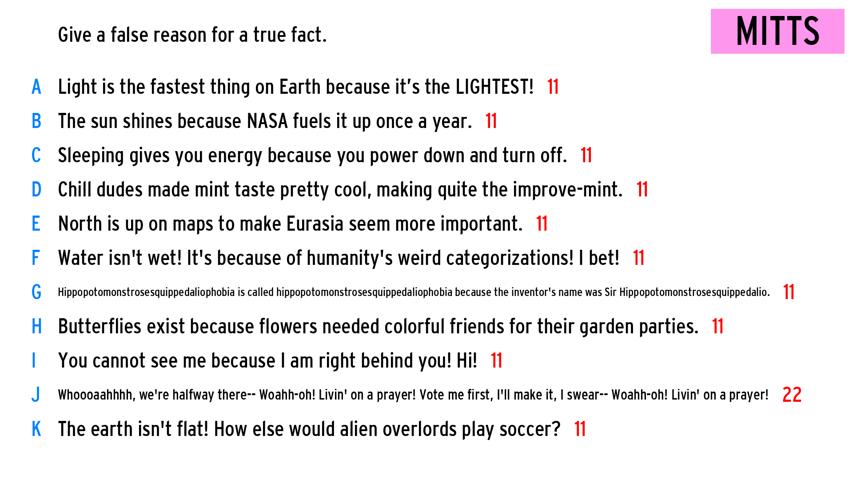 Give a false reason for a true fact.
MITTS
A Light is the fastest thing on Earth because it's the LIGHTEST! 11
B The sun shines because NASA fuels it up once a year. 11
C Sleeping gives you energy because you power down and turn off. 11
D Chill dudes made mint taste pretty cool, making quite the improve-mint. 11
E North is up on maps to make Eurasia seem more important. 11
F Water isn't wet! It's because of humanity's weird categorizations! I bet! 11
G Hippopotomonstrosesquippedaliophobia is called hippopotomonstrosesquippedaliophobia because the inventor's name was Sir Hippopotomonstrosesquippedalio. 11
H Butterflies exist because flowers needed colorful friends for their garden parties. 11
I You cannot see me because I am right behind you! Hi! 11
J Whoooaahhhh, we're halfway there-- Woahh-oh! Livin' on a prayer! Vote me first, I'll make it, I swear-- Woahh-oh! Livin' on a prayer! 22
K The earth isn't flat! How else would alien overlords play soccer? 11